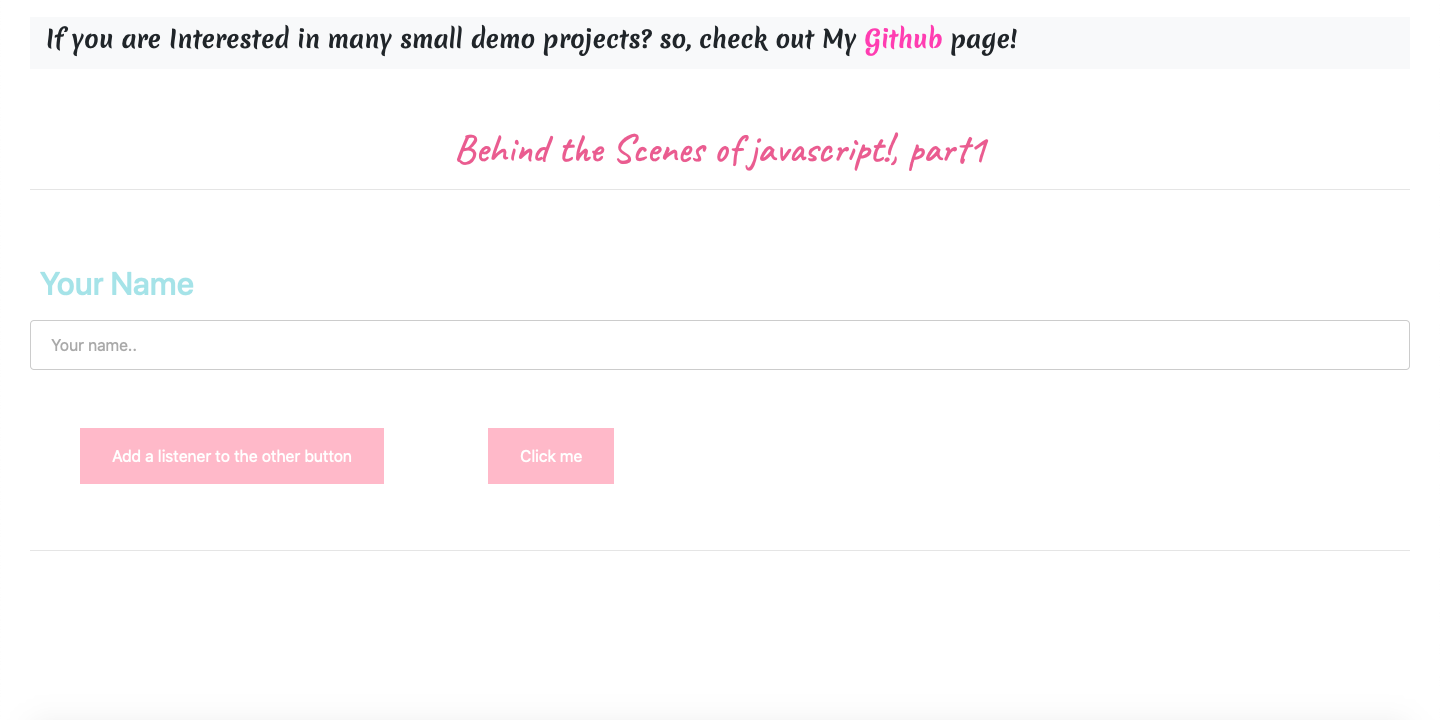 If you are Interested in many small demo projects? so, check out My Github page!
Behind the Scenes of javascript!, part1
Your Name
Your name..
Add a listener to the other button
Click me